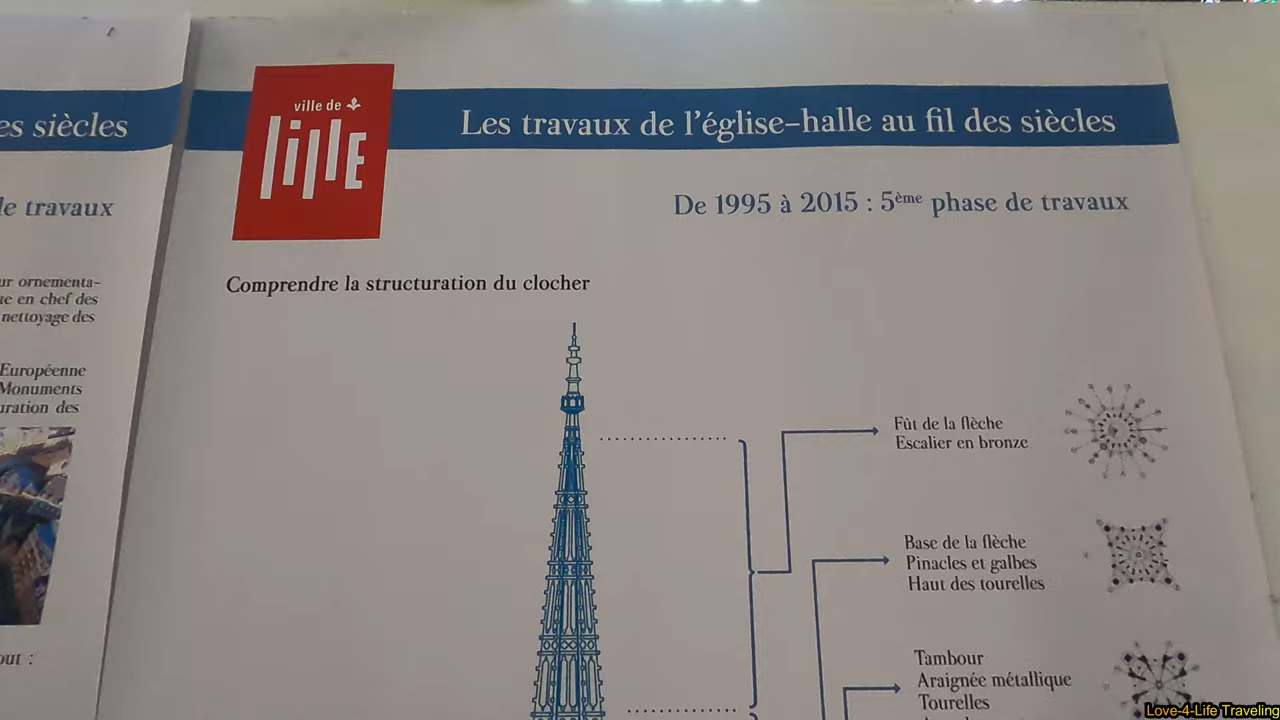 es siècles
le travaux
ur ornementa-
ue en chef des
nettoyage des
Européenne
Monuments
uration des
out :
ville de
lille
Les travaux de l'église-halle au fil des siècles
De 1995 à 2015 : 5ème phase de travaux
Comprendre la structuration du clocher
Fût de la flèche
Escalier en bronze
Base de la flèche
Pinacles et galbes
Haut des tourelles
Tambour
Araignée métallique
Tourelles
Love-4-Life Traveling